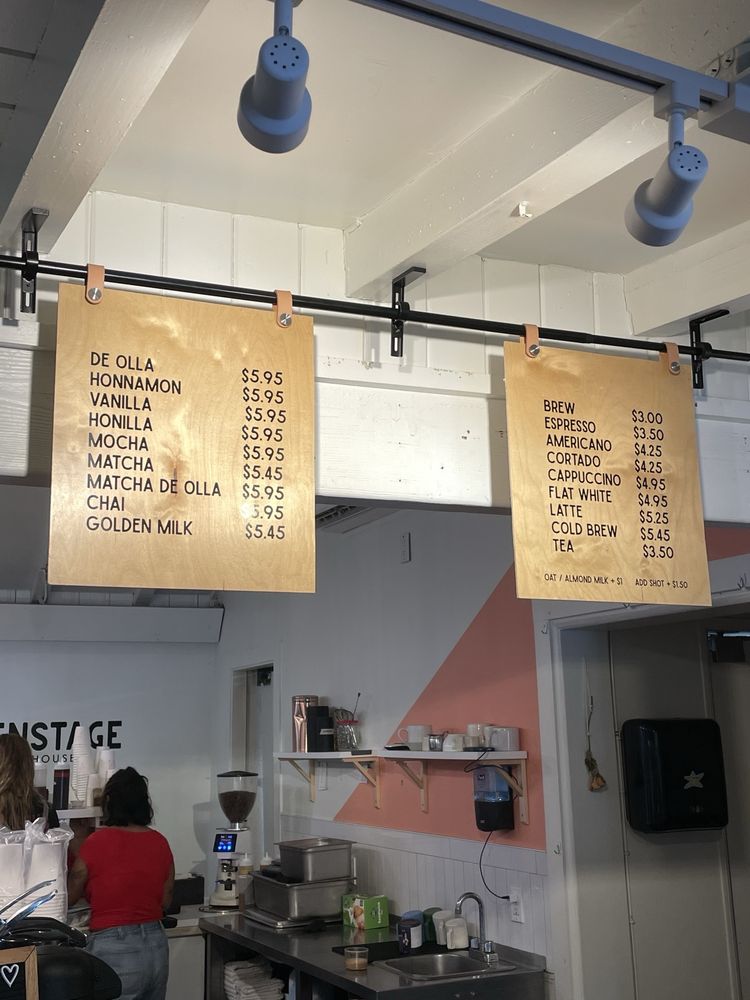 DE OLLA $5.95
HONNAMON $5.95
VANILLA $5.95
HONILLA $5.95
MOCHA $5.95
MATCHA $5.45
MATCHA DE OLLA $5.95
CHAI $5.95
GOLDEN MILK $5.45
BREW $3.00
ESPRESSO $3.50
AMERICANO $4.25
CORTADO $4.25
CAPPUCCINO $4.95
FLAT WHITE $4.95
LATTE $5.25
COLD BREW $5.45
TEA $3.50
OAT / ALMOND MILK + $1 ADD SHOT + $1.50
ENSTAGE
HOUSE